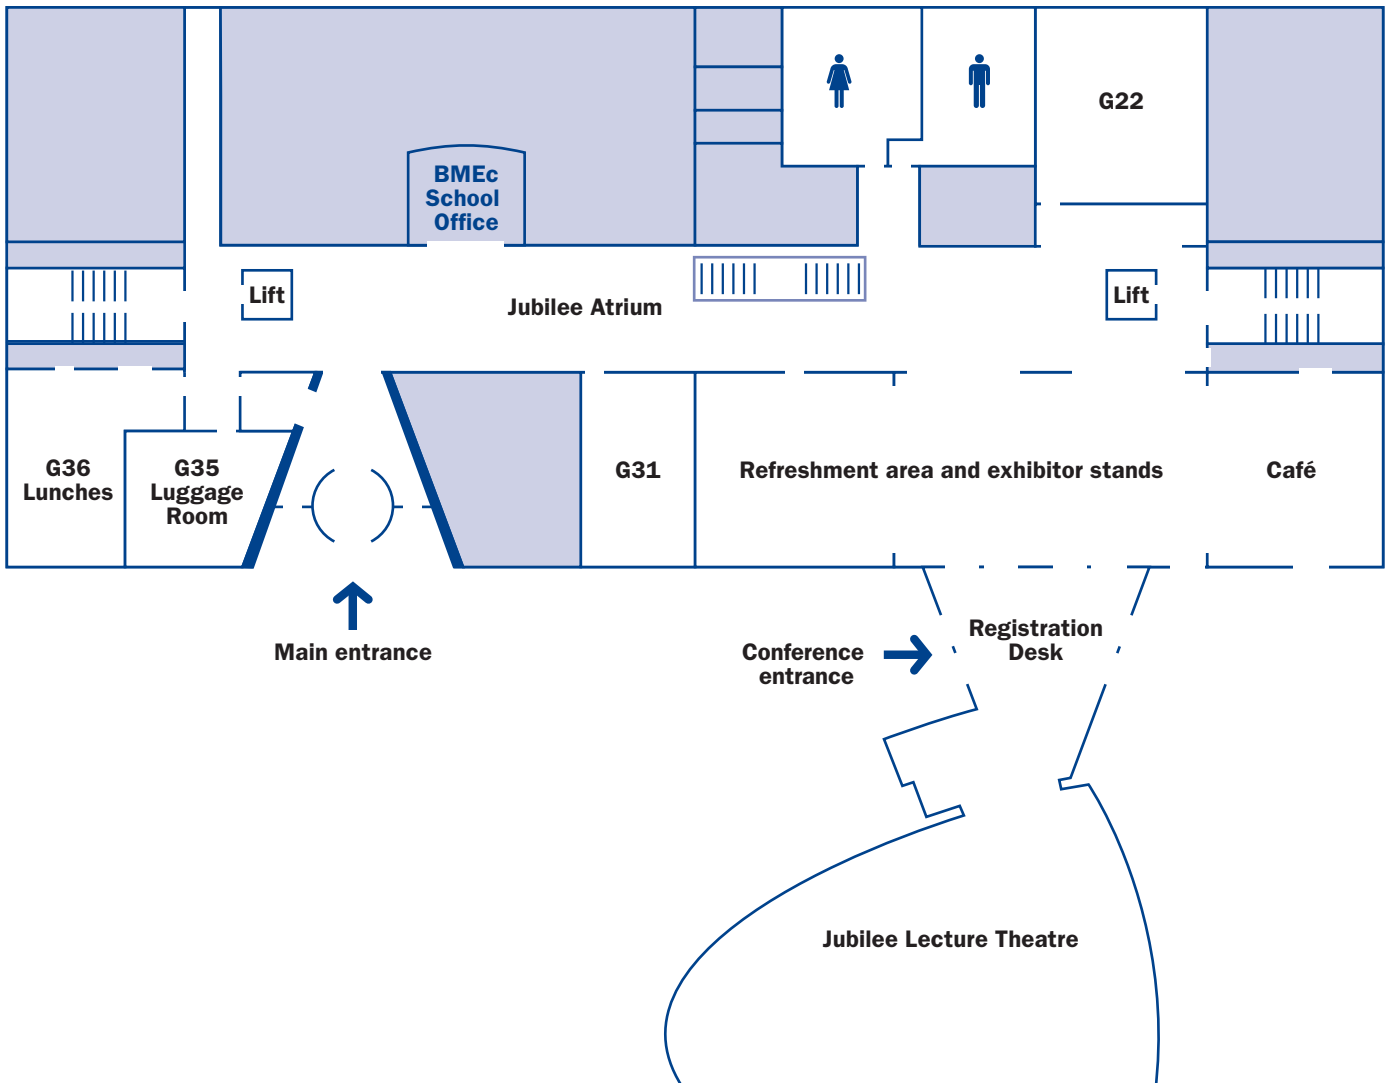 G22
BMEc
School
Office
Lift
Jubilee Atrium
Lift
G36
Lunches
G35
Luggage
Room
G31
Refreshment area and exhibitor stands
Café
Main entrance
Conference
entrance
Registration
Desk
Jubilee Lecture Theatre